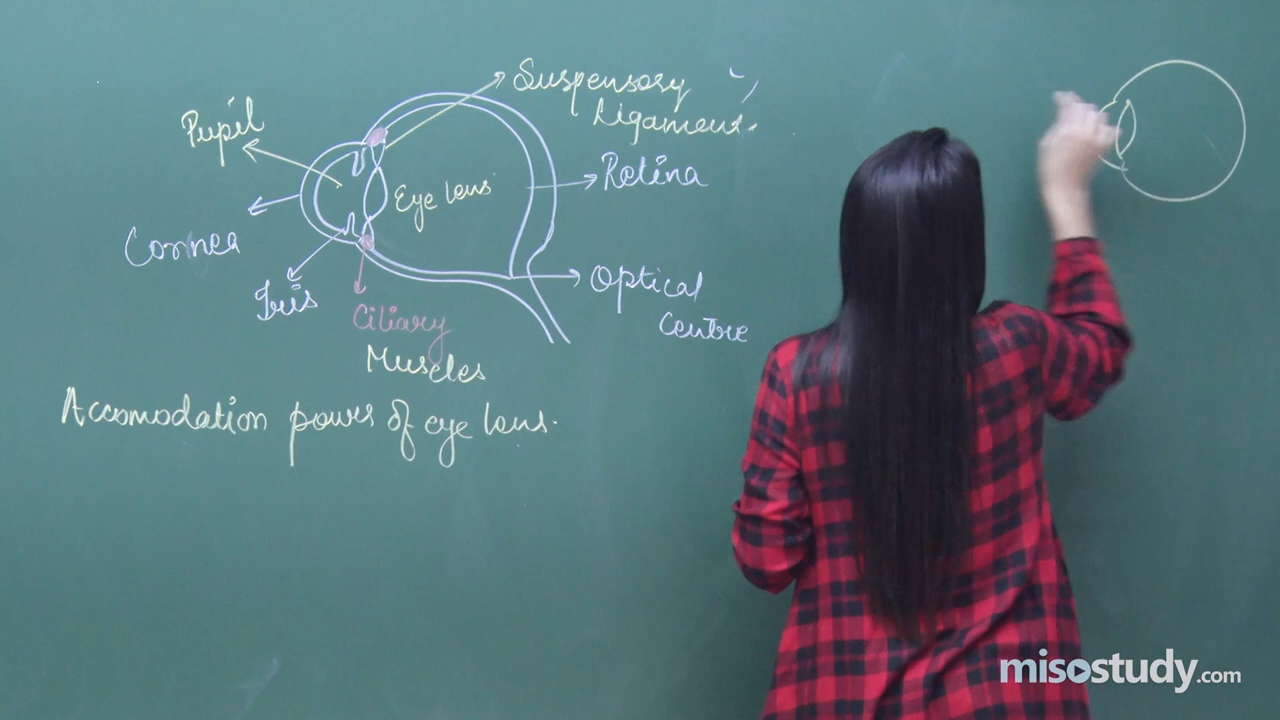 Suspensory
Ligament.
Pupil
Retina
Eye lens
Cornea
Iris
Optical
Centre
Ciliary
Muscles
Accomodation power of eye lens.
misostudy.com